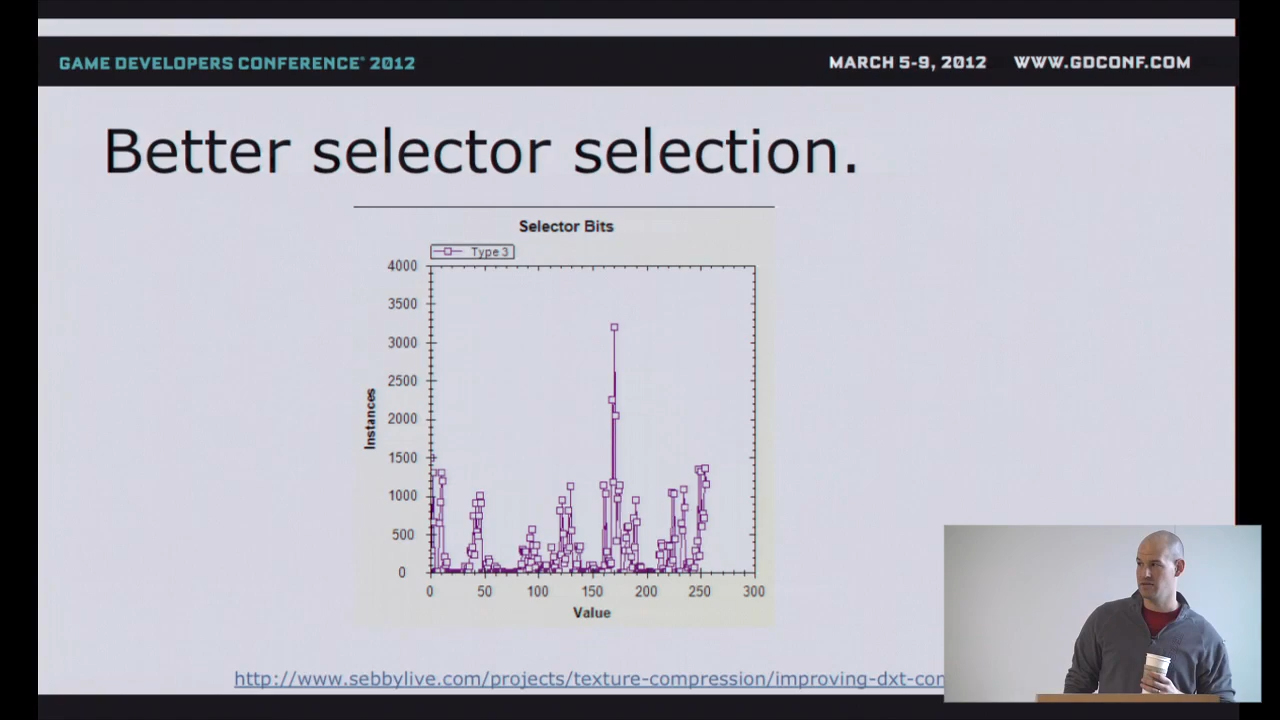 GAME DEVELOPERS CONFERENCE® 2012 MARCH 5-9, 2012 WWW.GDCONF.COM
Better selector selection.
Selector Bits
Type 3
4000
3500
3000
2500
2000
1500
1000
500
0
Instances
0 50 100 150 200 250 300
Value
http://www.sebbylive.com/projects/texture-compression/improving-dxt-con